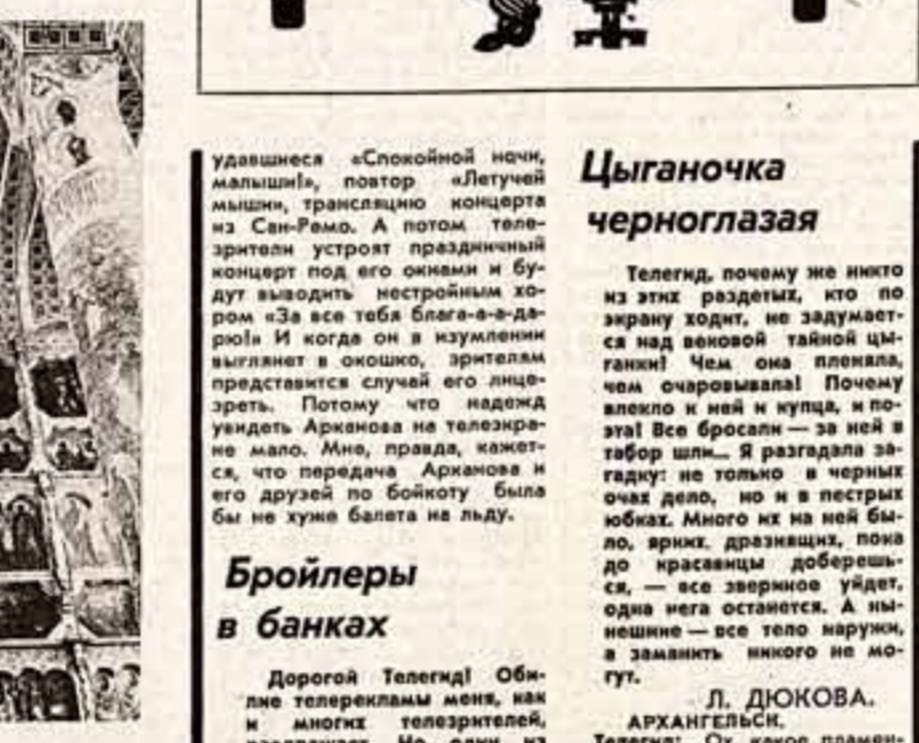 удавшиеся «Спокойной ночи,
малыши!», повтор «Летучей
мыши», трансляцию концерта
из Сан-Ремо. А потом теле-
зрители устроят праздничный
концерт под его окнами и бу-
дут выводить нестройным хо-
ром «За все тебя блага-а-а-да-
рю!» И когда он в изумлении
выглянет в окошко, зрителям
представится случай его лице-
зреть. Потому что надежд
увидеть Арканова на телеэкра-
не мало. Мне, правда, кажет-
ся, что передача Арканова и
его друзей по бойкоту была
бы не хуже балета на льду.
Бройлеры
в банках
Дорогой Телегид! Оби-
лие телерекламы меня, как
и многих телезрителей,
раздражает. Но один из
Цыганочка
черноглазая
Телегид, почему же никто
из этих раздетых, кто по
экрану ходит, не задумает-
ся над вековой тайной цы-
ганки! Чем она пленяла,
чем очаровывала! Почему
влекло к ней и купца, и по-
эта! Все бросали — за ней в
табор шли... Я разгадала за-
гадку: не только в черных
очах дело, но и в пестрых
юбках. Много их на ней бы-
ло, ярких, дразнящих, пока
до красавицы доберешь-
ся, — все звериное уйдет,
одна нега останется. А ны-
нешние — все тело наружи,
а заманить никого не мо-
гут.
Л. ДЮКОВА.
АРХАНГЕЛЬСК.
Телегид: Ох, какое пламен-